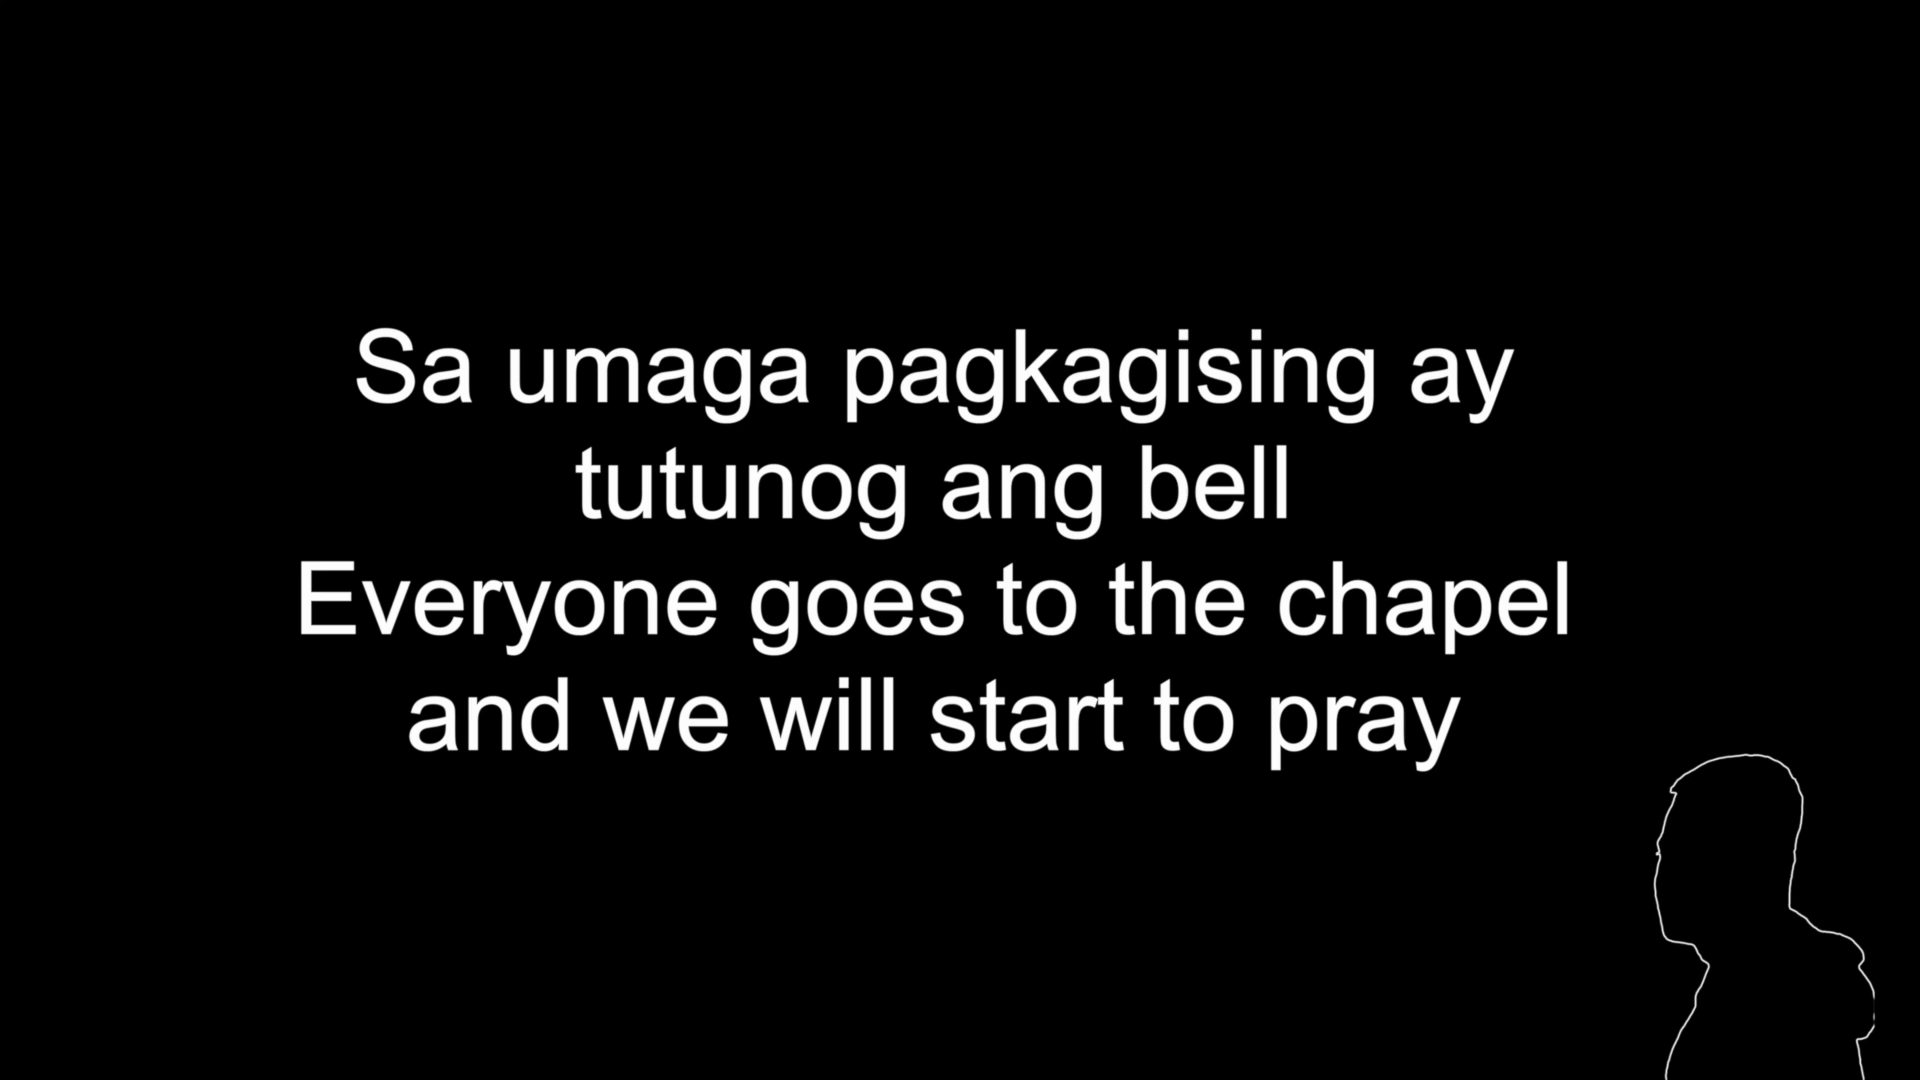 Sa umaga pagkagising ay
tutunog ang bell
Everyone goes to the chapel
and we will start to pray